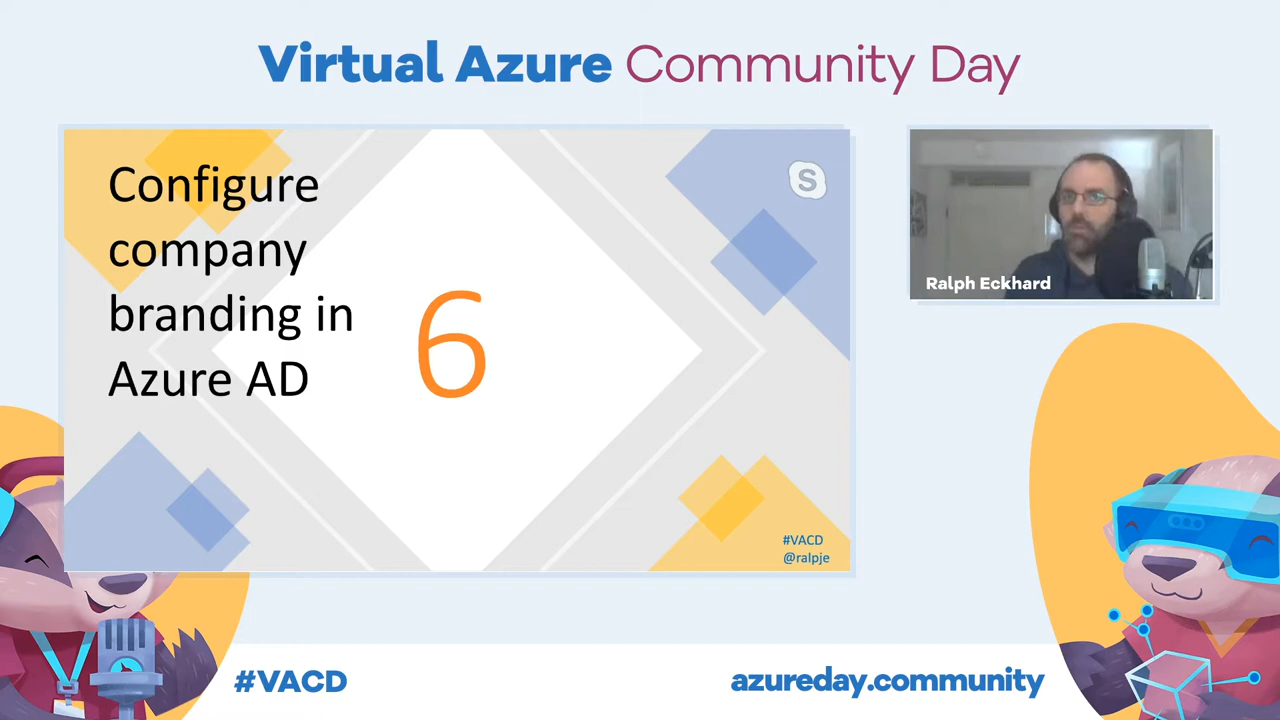 Virtual Azure Community Day
Configure
company
branding in
Azure AD
6
S
#VACD
@ralpje
Ralph Eckhard
#VACD
azureday.community